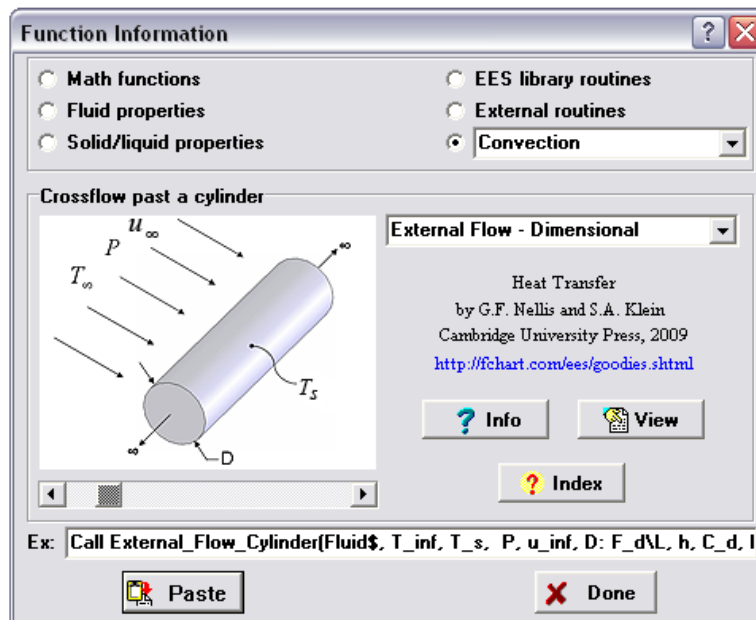 Function Information
Math functions
EES library routines
Fluid properties
External routines
Solid/liquid properties
Convection
Crossflow past a cylinder
External Flow - Dimensional
u∞
P
T∞
∞
Ts
∞
D
Heat Transfer
by G.F. Nellis and S.A. Klein
Cambridge University Press, 2009
http://fchart.com/ees/goodies.shtml
? Info
View
? Index
Ex: Call External_Flow_Cylinder(Fluid$, T_inf, T_s, P, u_inf, D: F_d\L, h, C_d,
Paste
Done